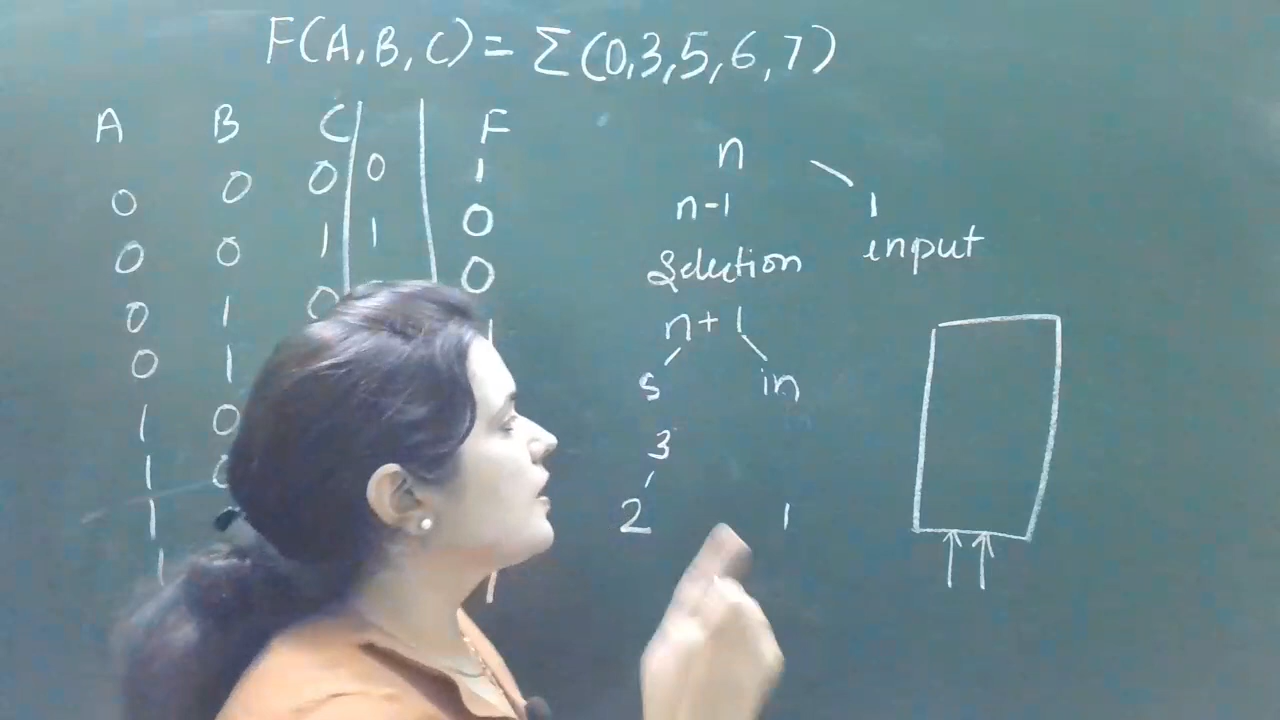 F(A,B,C) = Σ(0,3,5,6,7)
A B C F
0 0 0 0 1
0 0 1 1 0
0 1 0 0
0 1 1
1 0
1 0
1
1
n
n-1 1
Selection input
n+1
s in
3
2 1